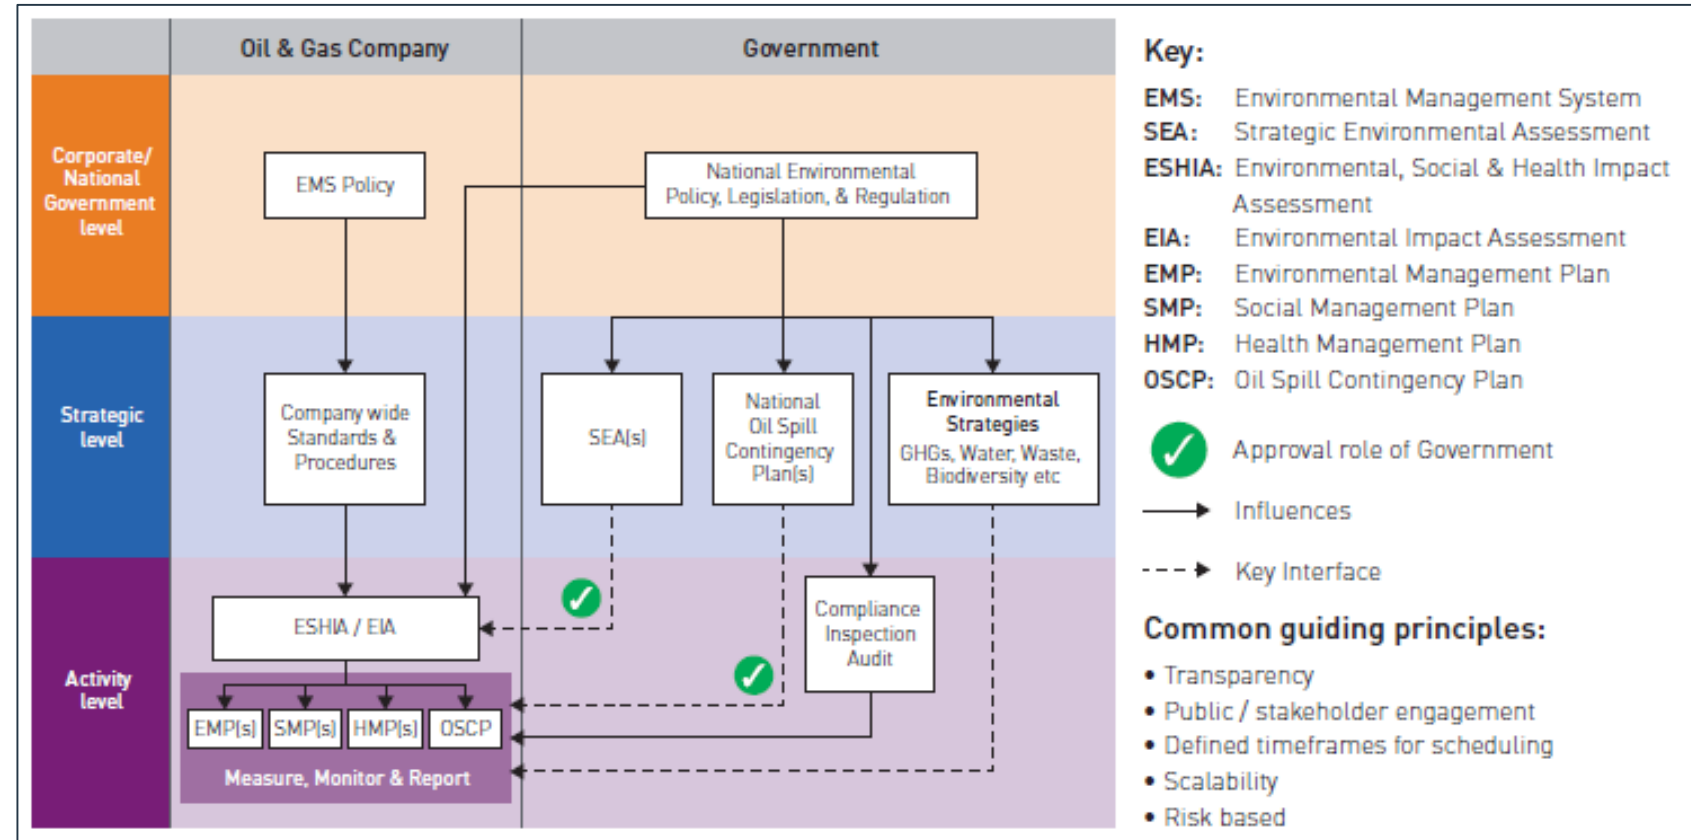 Oil & Gas Company
Government
Corporate/
National
Government
level
EMS Policy
National Environmental
Policy, Legislation, & Regulation
Strategic
level
Company wide
Standards &
Procedures
SEA(s)
National
Oil Spill
Contingency
Plan(s)
Environmental
Strategies
GHGs, Water, Waste,
Biodiversity etc
Activity
level
ESHIA / EIA
Compliance
Inspection
Audit
EMP(s)
SMP(s)
HMP(s)
OSCP
Measure, Monitor & Report
Key:
EMS: Environmental Management System
SEA: Strategic Environmental Assessment
ESHIA: Environmental, Social & Health Impact
Assessment
EIA: Environmental Impact Assessment
EMP: Environmental Management Plan
SMP: Social Management Plan
HMP: Health Management Plan
OSCP: Oil Spill Contingency Plan
Approval role of Government
Influences
Key Interface
Common guiding principles:
• Transparency
• Public / stakeholder engagement
• Defined timeframes for scheduling
• Scalability
• Risk based